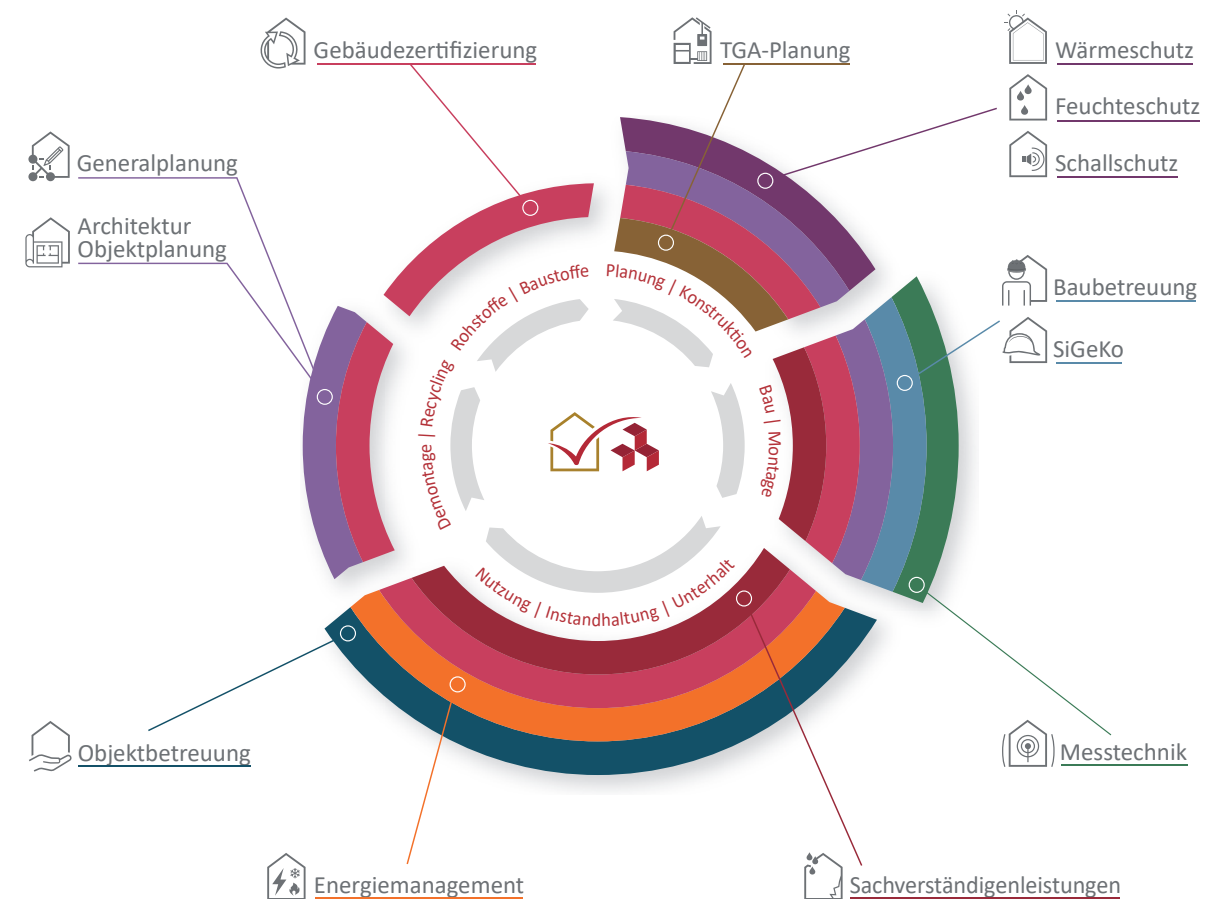 Gebäudezertifizierung
TGA-Planung
Wärmeschutz
Feuchteschutz
Schallschutz
Generalplanung
Architektur
Objektplanung
Baubetreuung
SiGeKo
Rohstoffe | Baustoffe
Planung | Konstruktion
Bau | Montage
Nutzung | Instandhaltung | Unterhalt
Demontage | Recycling
Objektbetreuung
Messtechnik
Energiemanagement
Sachverständigenleistungen